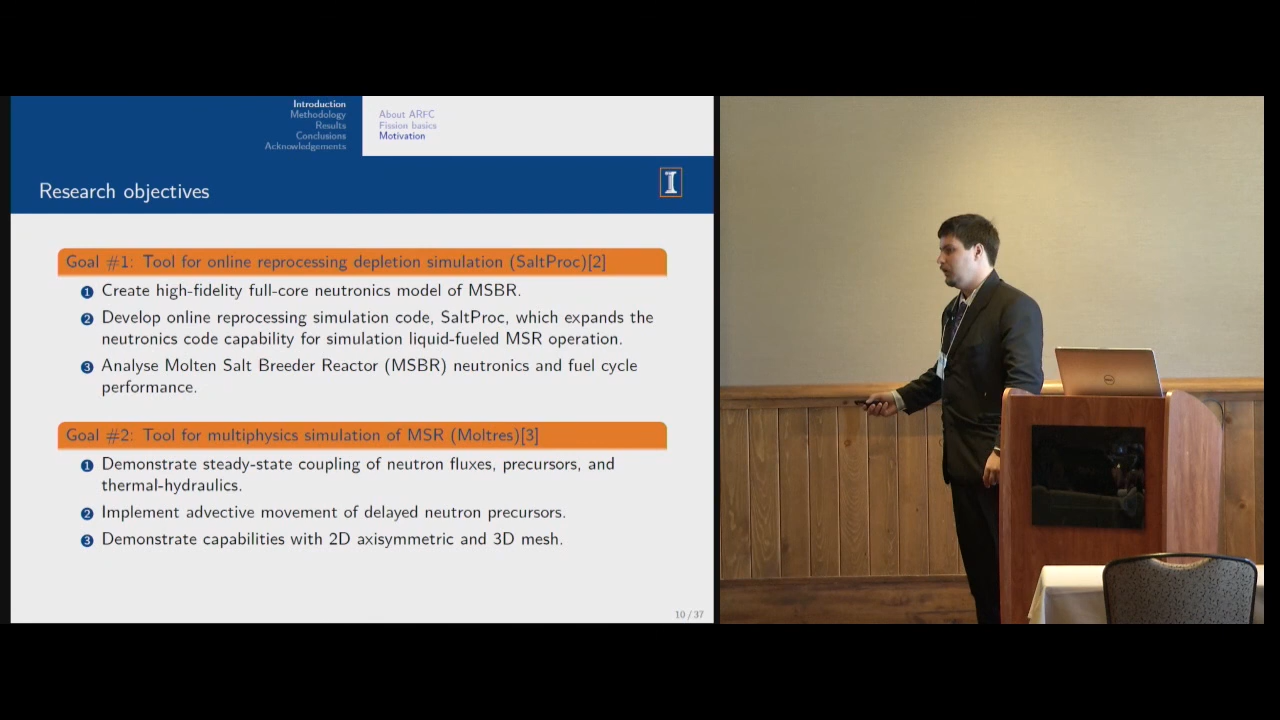 Introduction
Methodology
Results
Conclusions
Acknowledgements
About ARFC
Fission basics
Motivation
Research objectives
I
Goal #1: Tool for online reprocessing depletion simulation (SaltProc)[2]
1 Create high-fidelity full-core neutronics model of MSBR.
2 Develop online reprocessing simulation code, SaltProc, which expands the
neutronics code capability for simulation liquid-fueled MSR operation.
3 Analyse Molten Salt Breeder Reactor (MSBR) neutronics and fuel cycle
performance.
Goal #2: Tool for multiphysics simulation of MSR (Moltres)[3]
1 Demonstrate steady-state coupling of neutron fluxes, precursors, and
thermal-hydraulics.
2 Implement advective movement of delayed neutron precursors.
3 Demonstrate capabilities with 2D axisymmetric and 3D mesh.
10 / 37